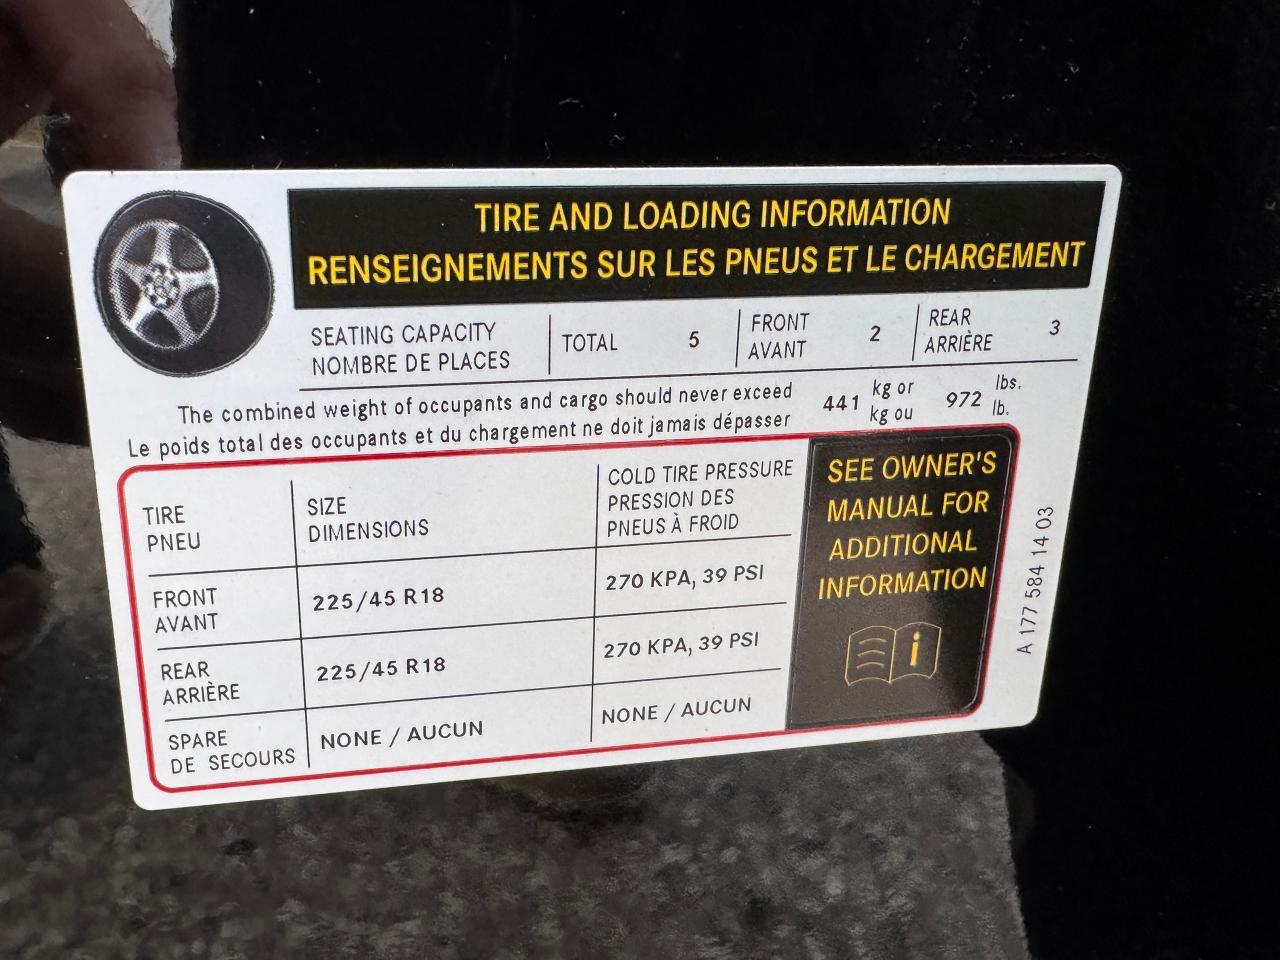 TIRE AND LOADING INFORMATION
RENSEIGNEMENTS SUR LES PNEUS ET LE CHARGEMENT
SEATING CAPACITY
NOMBRE DE PLACES
TOTAL 5
FRONT
AVANT
2
REAR
ARRIÈRE
3
The combined weight of occupants and cargo should never exceed
Le poids total des occupants et du chargement ne doit jamais dépasser
441
kg or
kg ou
972
lbs.
lb.
TIRE
PNEU
SIZE
DIMENSIONS
COLD TIRE PRESSURE
PRESSION DES
PNEUS À FROID
FRONT
AVANT
225/45 R18
270 KPA, 39 PSI
REAR
ARRIÈRE
225/45 R18
270 KPA, 39 PSI
SPARE
DE SECOURS
NONE / AUCUN
NONE / AUCUN
SEE OWNER'S
MANUAL FOR
ADDITIONAL
INFORMATION
i
A 177 584 14 03